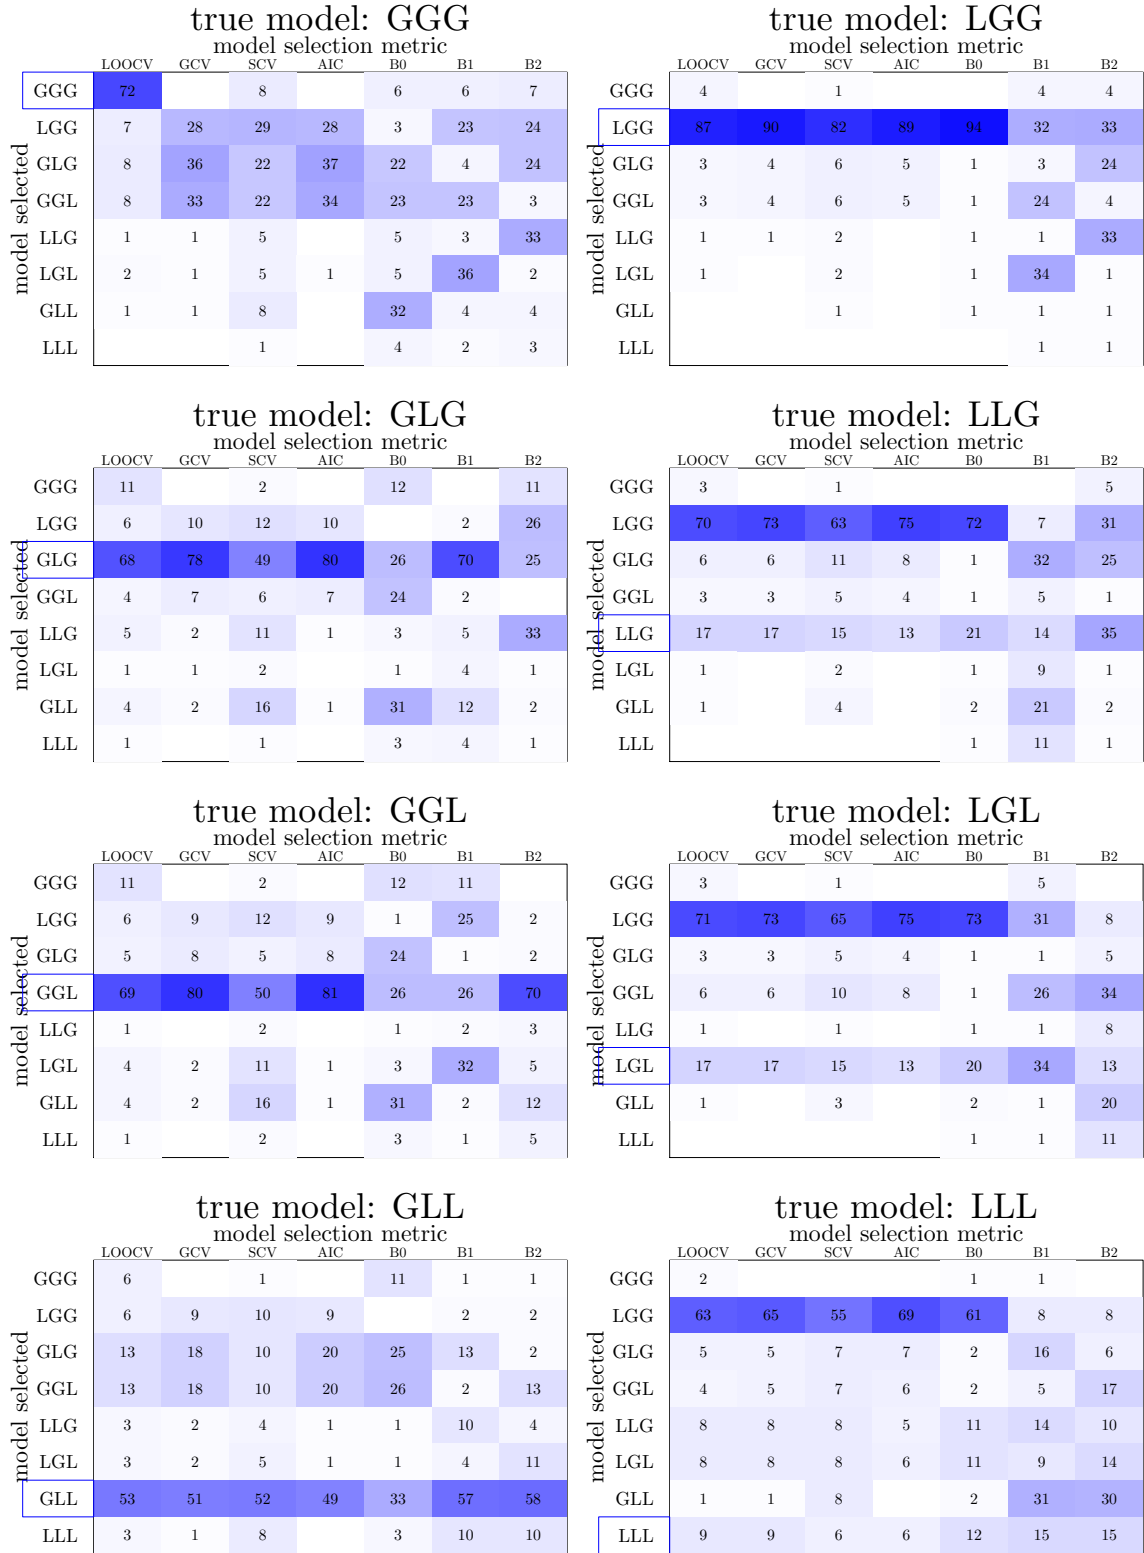 true model: GGG
model selection metric
LOOCV GCV SCV AIC B0 B1 B2
model selected
GGG 72 8 6 6 7
LGG 7 28 29 28 3 23 24
GLG 8 36 22 37 22 4 24
GGL 8 33 22 34 23 23 3
LLG 1 1 5 5 3 33
LGL 2 1 5 1 5 36 2
GLL 1 1 8 32 4 4
LLL 1 4 2 3
true model: LGG
model selection metric
LOOCV GCV SCV AIC B0 B1 B2
model selected
GGG 4 1 4 4
LGG 87 90 82 89 94 32 33
GLG 3 4 6 5 1 3 24
GGL 3 4 6 5 1 24 4
LLG 1 1 2 1 1 33
LGL 1 2 1 34 1
GLL 1 1 1 1
LLL 1 1
true model: GLG
model selection metric
LOOCV GCV SCV AIC B0 B1 B2
model selected
GGG 11 2 12 11
LGG 6 10 12 10 2 26
GLG 68 78 49 80 26 70 25
GGL 4 7 6 7 24 2
LLG 5 2 11 1 3 5 33
LGL 1 1 2 1 4 1
GLL 4 2 16 1 31 12 2
LLL 1 1 3 4 1
true model: LLG
model selection metric
LOOCV GCV SCV AIC B0 B1 B2
model selected
GGG 3 1 5
LGG 70 73 63 75 72 7 31
GLG 6 6 11 8 1 32 25
GGL 3 3 5 4 1 5 1
LLG 17 17 15 13 21 14 35
LGL 1 2 1 9 1
GLL 1 4 2 21 2
LLL 1 11 1
true model: GGL
model selection metric
LOOCV GCV SCV AIC B0 B1 B2
model selected
GGG 11 2 12 11
LGG 6 9 12 9 1 25 2
GLG 5 8 5 8 24 1 2
GGL 69 80 50 81 26 26 70
LLG 1 2 1 2 3
LGL 4 2 11 1 3 32 5
GLL 4 2 16 1 31 2 12
LLL 1 2 3 1 5
true model: LGL
model selection metric
LOOCV GCV SCV AIC B0 B1 B2
model selected
GGG 3 1 5
LGG 71 73 65 75 73 31 8
GLG 3 3 5 4 1 1 5
GGL 6 6 10 8 1 26 34
LLG 1 1 1 1 8
LGL 17 17 15 13 20 34 13
GLL 1 3 2 1 20
LLL 1 1 11
true model: GLL
model selection metric
LOOCV GCV SCV AIC B0 B1 B2
model selected
GGG 6 1 11 1 1
LGG 6 9 10 9 2 2
GLG 13 18 10 20 25 13 2
GGL 13 18 10 20 26 2 13
LLG 3 2 4 1 1 10 4
LGL 3 2 5 1 1 4 11
GLL 53 51 52 49 33 57 58
LLL 3 1 8 3 10 10
true model: LLL
model selection metric
LOOCV GCV SCV AIC B0 B1 B2
model selected
GGG 2 1 1
LGG 63 65 55 69 61 8 8
GLG 5 5 7 7 2 16 6
GGL 4 5 7 6 2 5 17
LLG 8 8 8 5 11 14 10
LGL 8 8 8 6 11 9 14
GLL 1 1 8 2 31 30
LLL 9 9 6 6 12 15 15